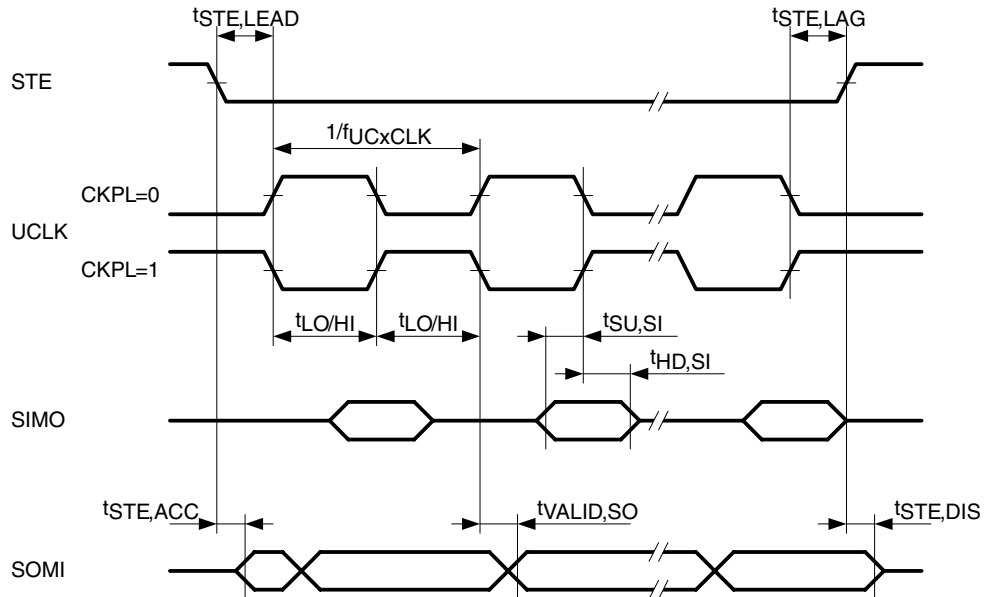 tSTE,LEAD
tSTE,LAG
STE
1/fUCxCLK
CKPL=0
UCLK
CKPL=1
tLO/HI
tLO/HI
tSU,SI
tHD,SI
SIMO
tSTE,ACC
tVALID,SO
tSTE,DIS
SOMI